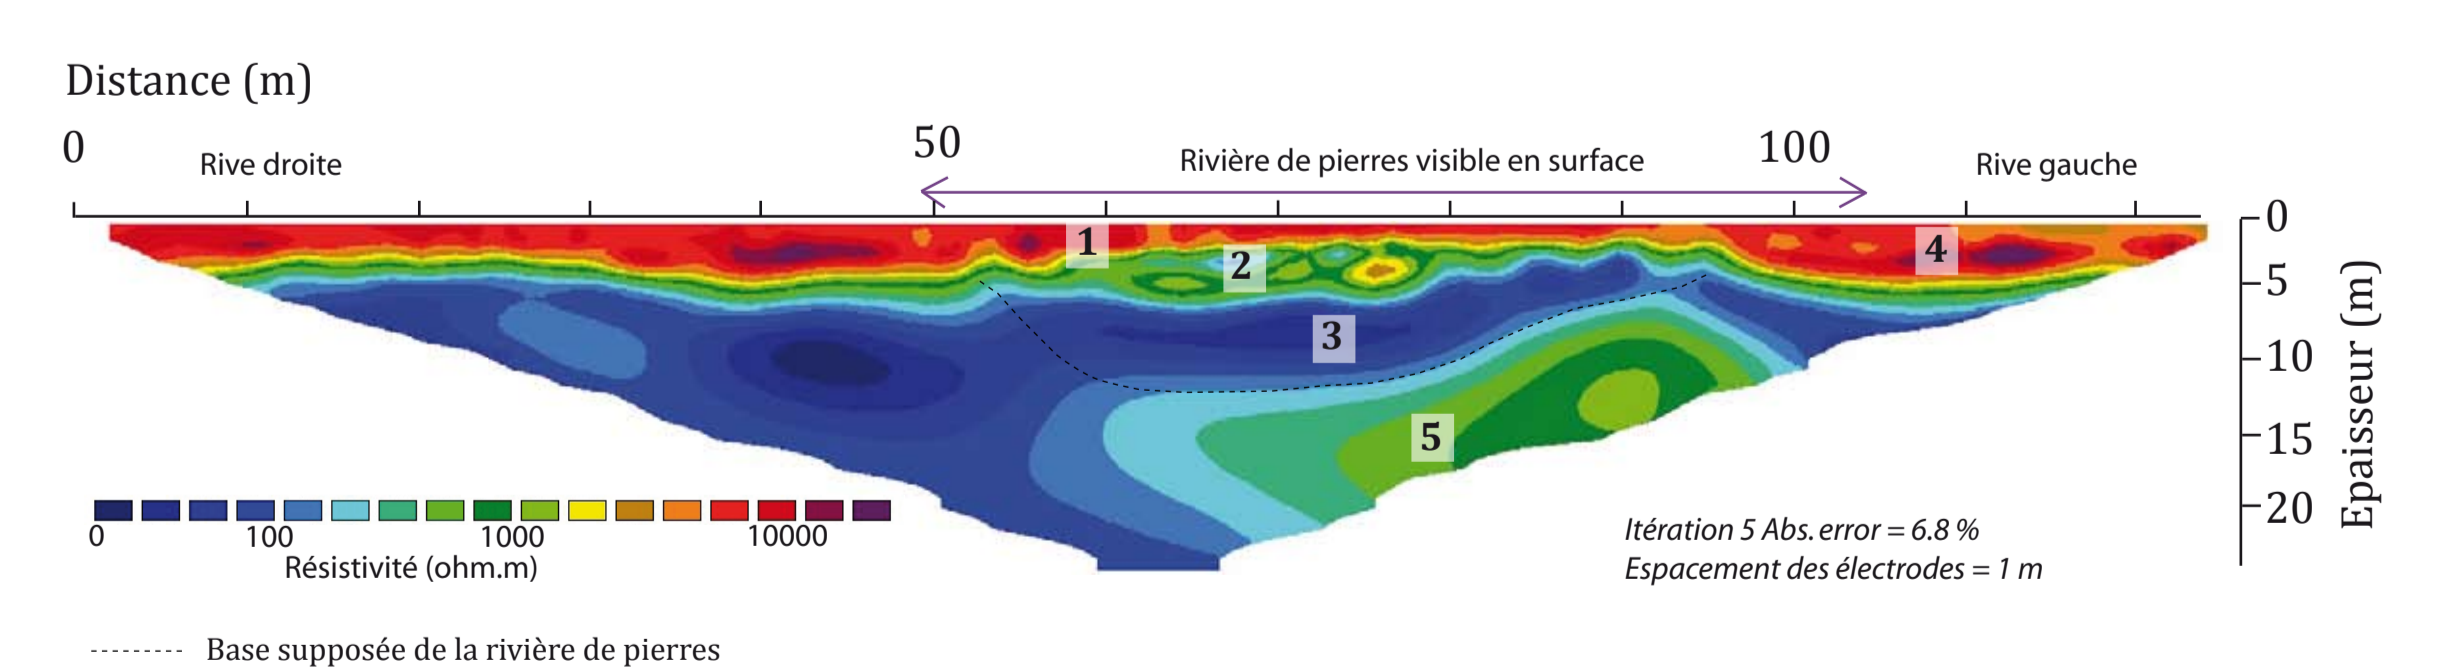 Distance (m)
0
50
100
Rive droite
Rivière de pierres visible en surface
Rive gauche
1
2
3
4
5
0
5
10
15
20
Epaisseur (m)
0
100
1000
10000
Résistivité (ohm.m)
Itération 5 Abs. error = 6.8 %
Espacement des électrodes = 1 m
Base supposée de la rivière de pierres